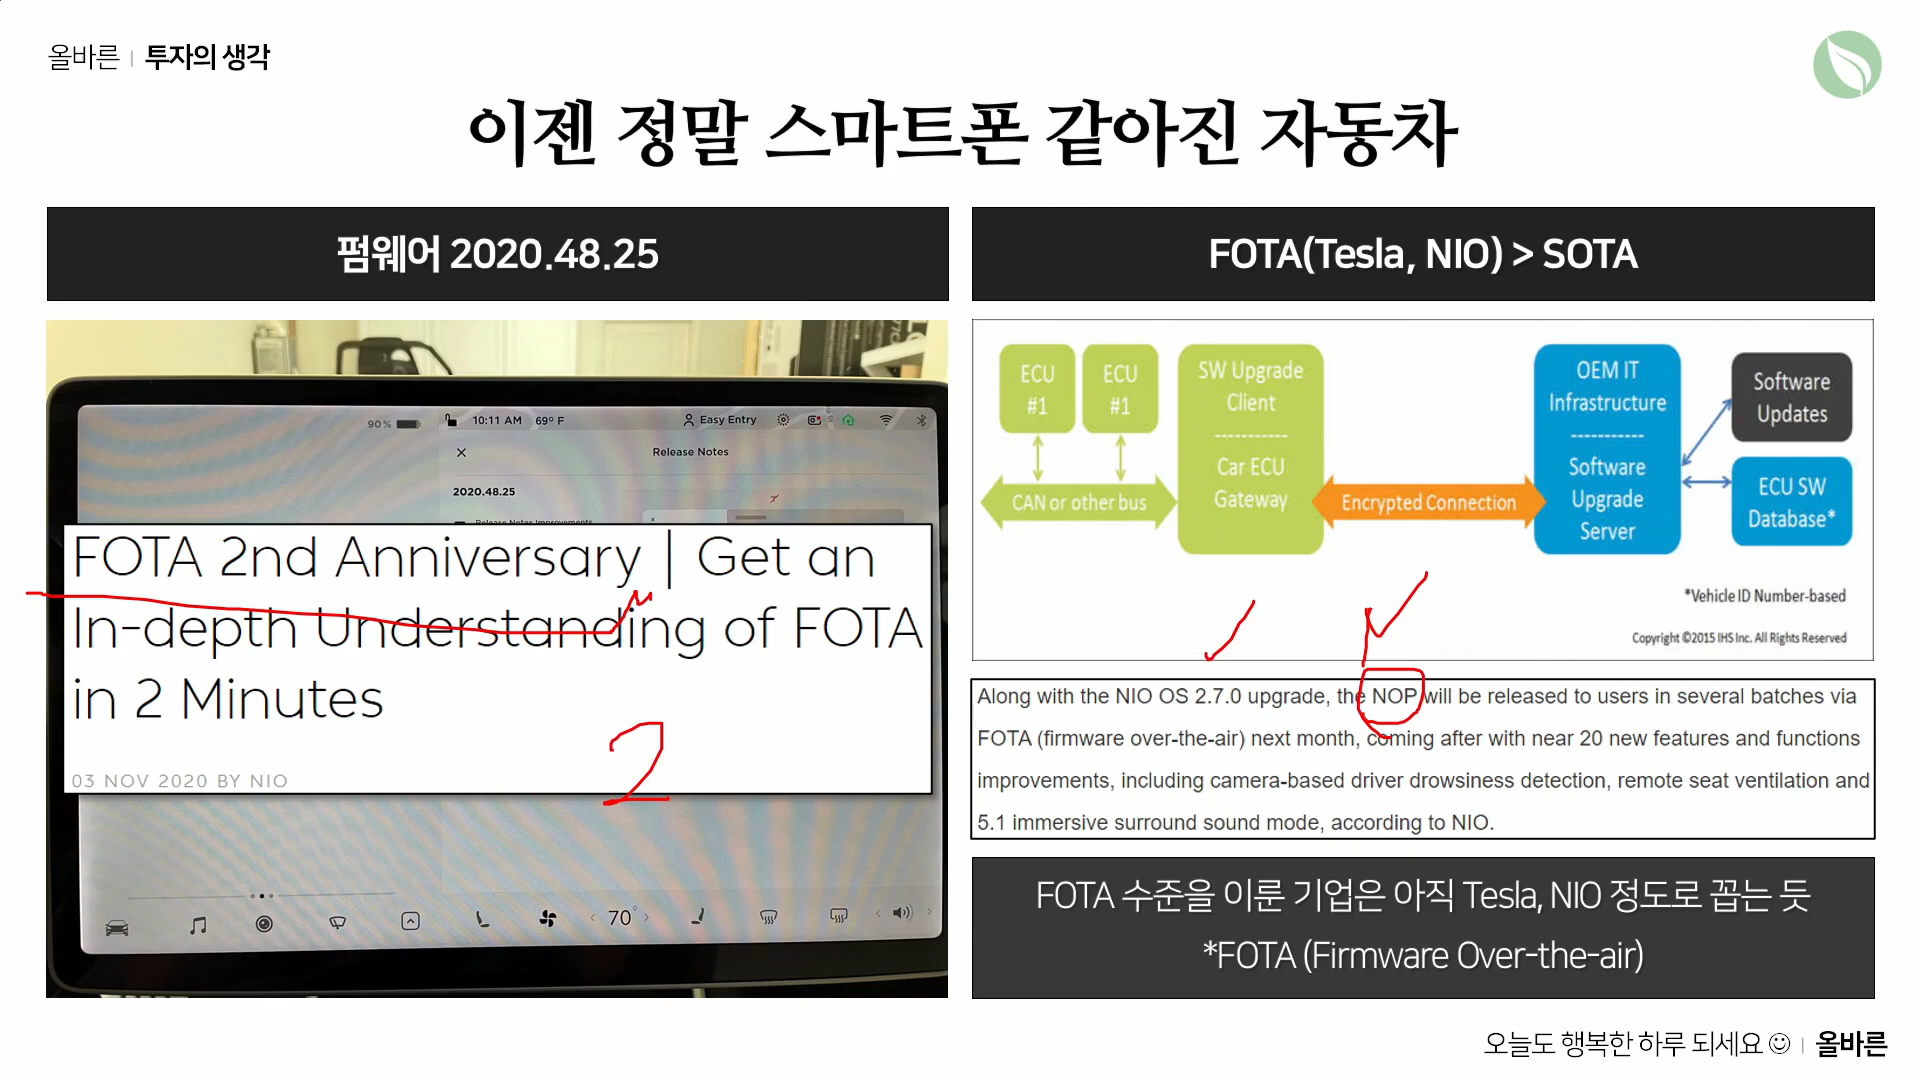 올바른 | 투자의 생각
이젠 정말 스마트폰 같아진 자동차
펌웨어 2020.48.25
90%
10:11 AM 69º F
Easy Entry
Release Notes
2020.48.25
Release Notes Improvements
FOTA 2nd Anniversary | Get an
In-depth Understanding of FOTA
in 2 Minutes
03 NOV 2020 BY NIO
2
70
FOTA(Tesla, NIO) > SOTA
ECU
#1
ECU
#1
CAN or other bus
SW Upgrade
Client
-----------
Car ECU
Gateway
Encrypted Connection
OEM IT
Infrastructure
-----------
Software
Upgrade
Server
Software
Updates
ECU SW
Database*
*Vehicle ID Number-based
Copyright ©2015 IHS Inc. All Rights Reserved
Along with the NIO OS 2.7.0 upgrade, the NOP will be released to users in several batches via
FOTA (firmware over-the-air) next month, coming after with near 20 new features and functions
improvements, including camera-based driver drowsiness detection, remote seat ventilation and
5.1 immersive surround sound mode, according to NIO.
FOTA 수준을 이룬 기업은 아직 Tesla, NIO 정도로 꼽는 듯
*FOTA (Firmware Over-the-air)
오늘도 행복한 하루 되세요 ☺ | 올바른